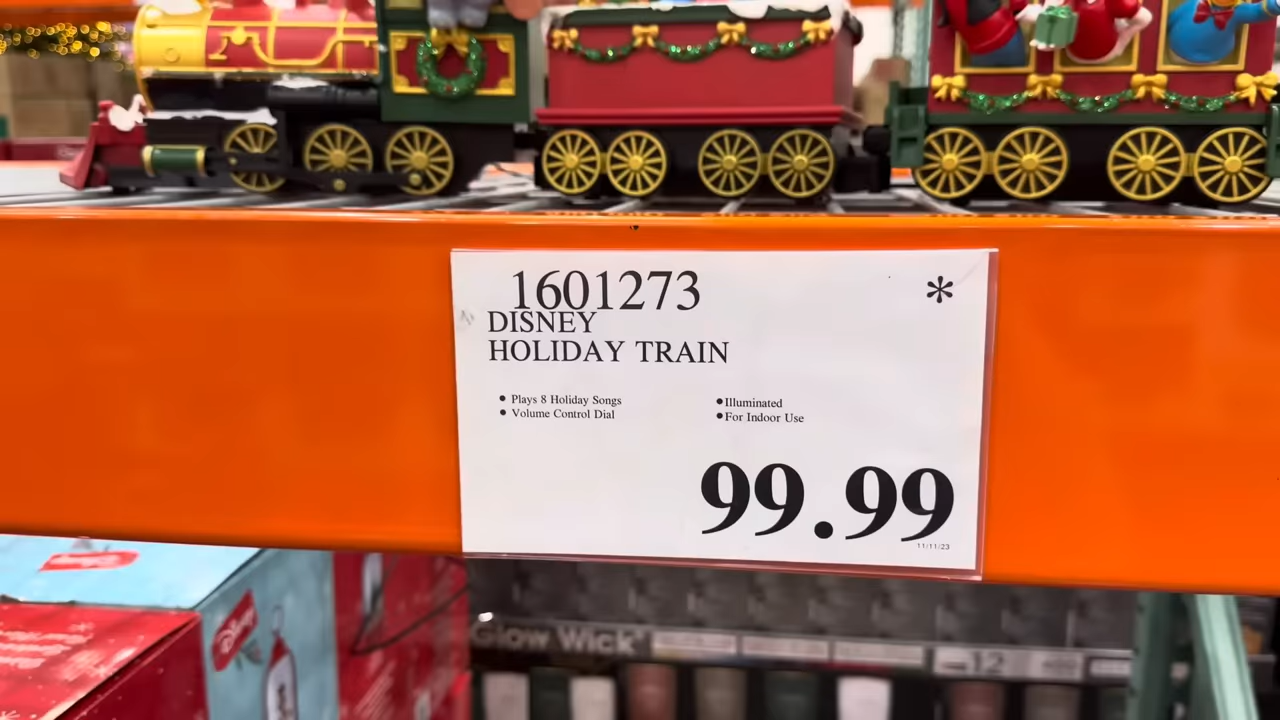 1601273
*
DISNEY
HOLIDAY TRAIN
• Plays 8 Holiday Songs
• Volume Control Dial
• Illuminated
• For Indoor Use
99.99
11/11/23
Disney
Glow Wick
12